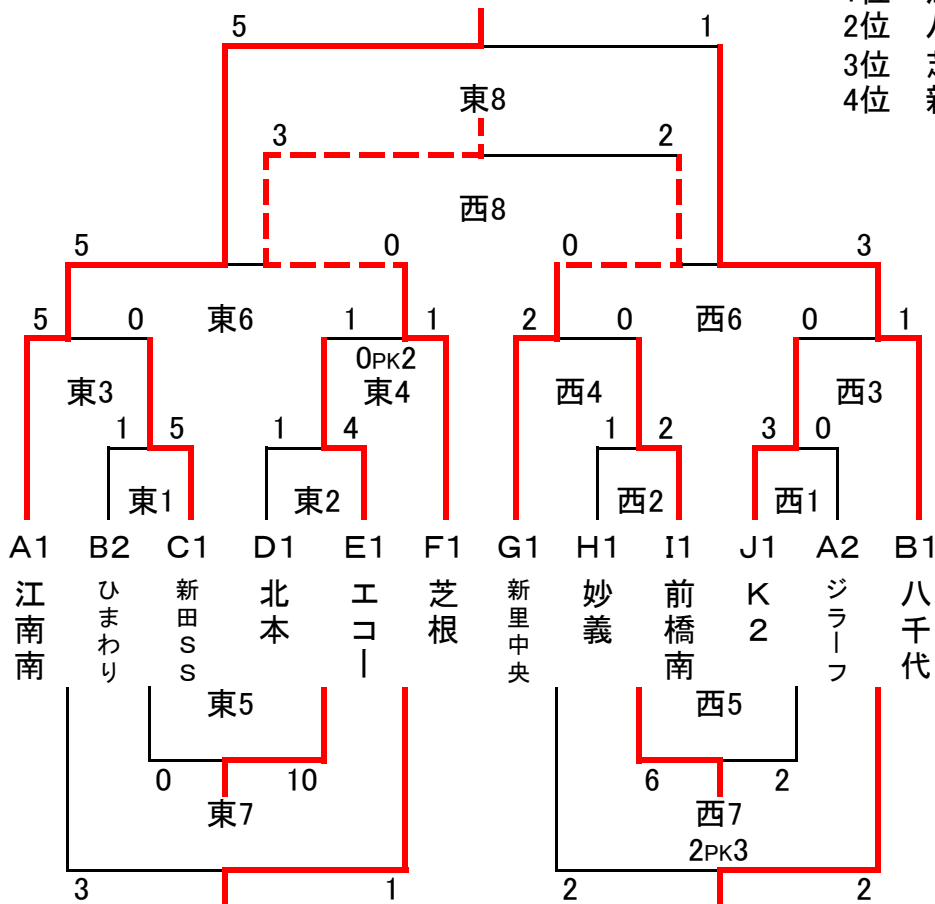 5 1
1位
2位
3位
4位
東8
3 2
西8
5 0 0 3
5 0 東6 1 1 2 0 西6 0 1
0PK2
東3 東4 西4 西3
1 5 1 4 1 2 3 0
東1 東2 西2 西1
A1 B2 C1 D1 E1 F1 G1 H1 I1 J1 A2 B1
江南南 ひまわり 新田SS 北本 エコー 芝根 新里中央 妙義 前橋南 K2 ジラーフ 八千代
東5 西5
0 10 6 2
東7 西7
2PK3
3 1 2 2